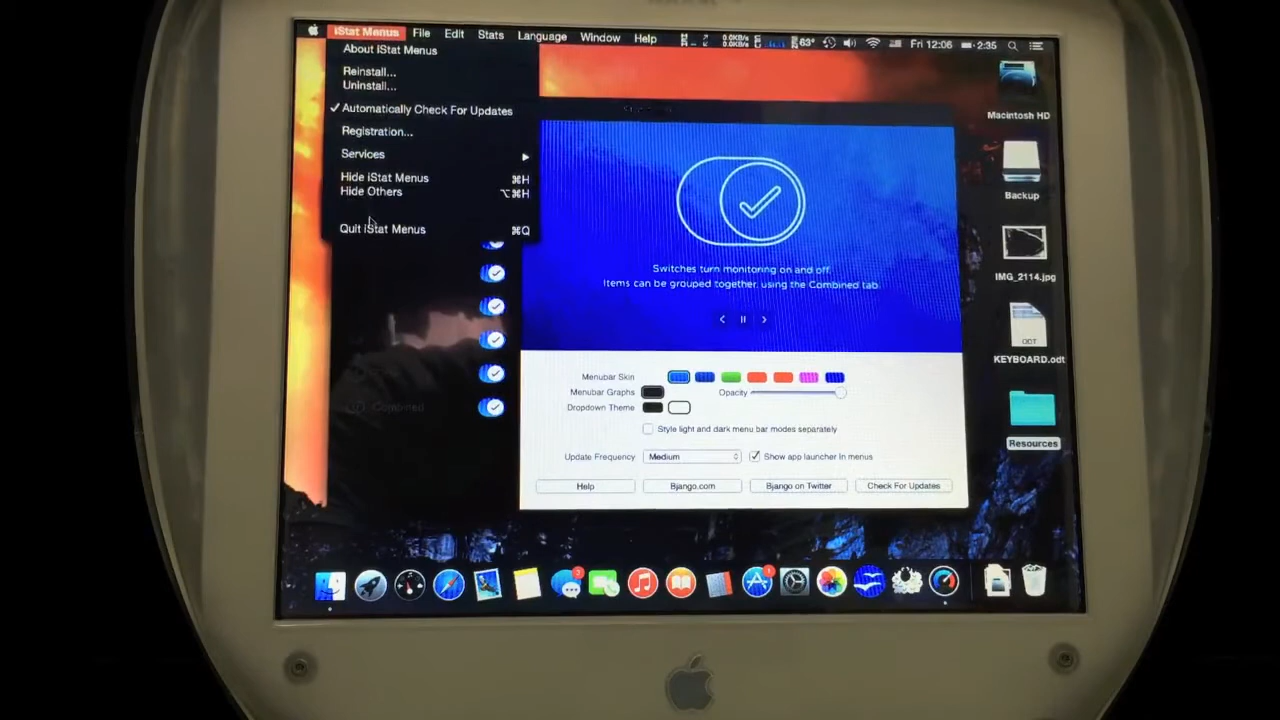 iStat Menus File Edit Stats Language Window Help 63° Fri 12:06 2:35
About iStat Menus
Reinstall...
Uninstall...
✓ Automatically Check For Updates
Registration...
Services
Hide iStat Menus ⌘H
Hide Others ⌥⌘H
Quit iStat Menus ⌘Q
Combined
Switches turn monitoring on and off.
Items can be grouped together, using the Combined tab.
Menubar Skin
Menubar Graphs Opacity
Dropdown Theme
Style light and dark menu bar modes separately
Update Frequency Medium Show app launcher in menus
Help Bjango.com Bjango on Twitter Check For Updates
Macintosh HD
Backup
IMG_2114.jpg
ODT
KEYBOARD.odt
Resources